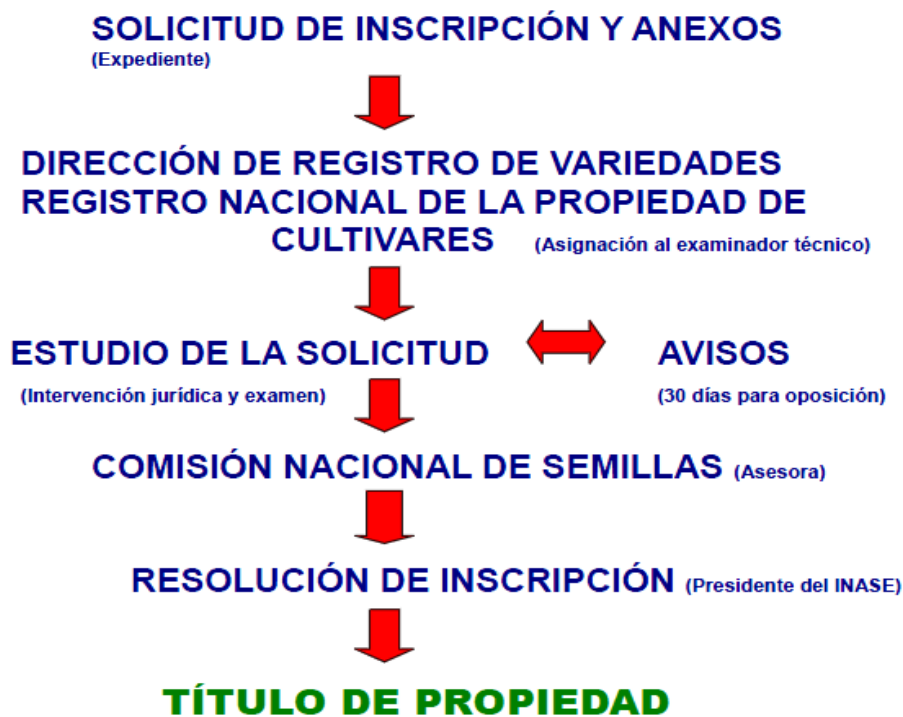 SOLICITUD DE INSCRIPCIÓN Y ANEXOS
(Expediente)
DIRECCIÓN DE REGISTRO DE VARIEDADES
REGISTRO NACIONAL DE LA PROPIEDAD DE
CULTIVARES (Asignación al examinador técnico)
ESTUDIO DE LA SOLICITUD AVISOS
(Intervención jurídica y examen) (30 días para oposición)
COMISIÓN NACIONAL DE SEMILLAS (Asesora)
RESOLUCIÓN DE INSCRIPCIÓN (Presidente del INASE)
TÍTULO DE PROPIEDAD